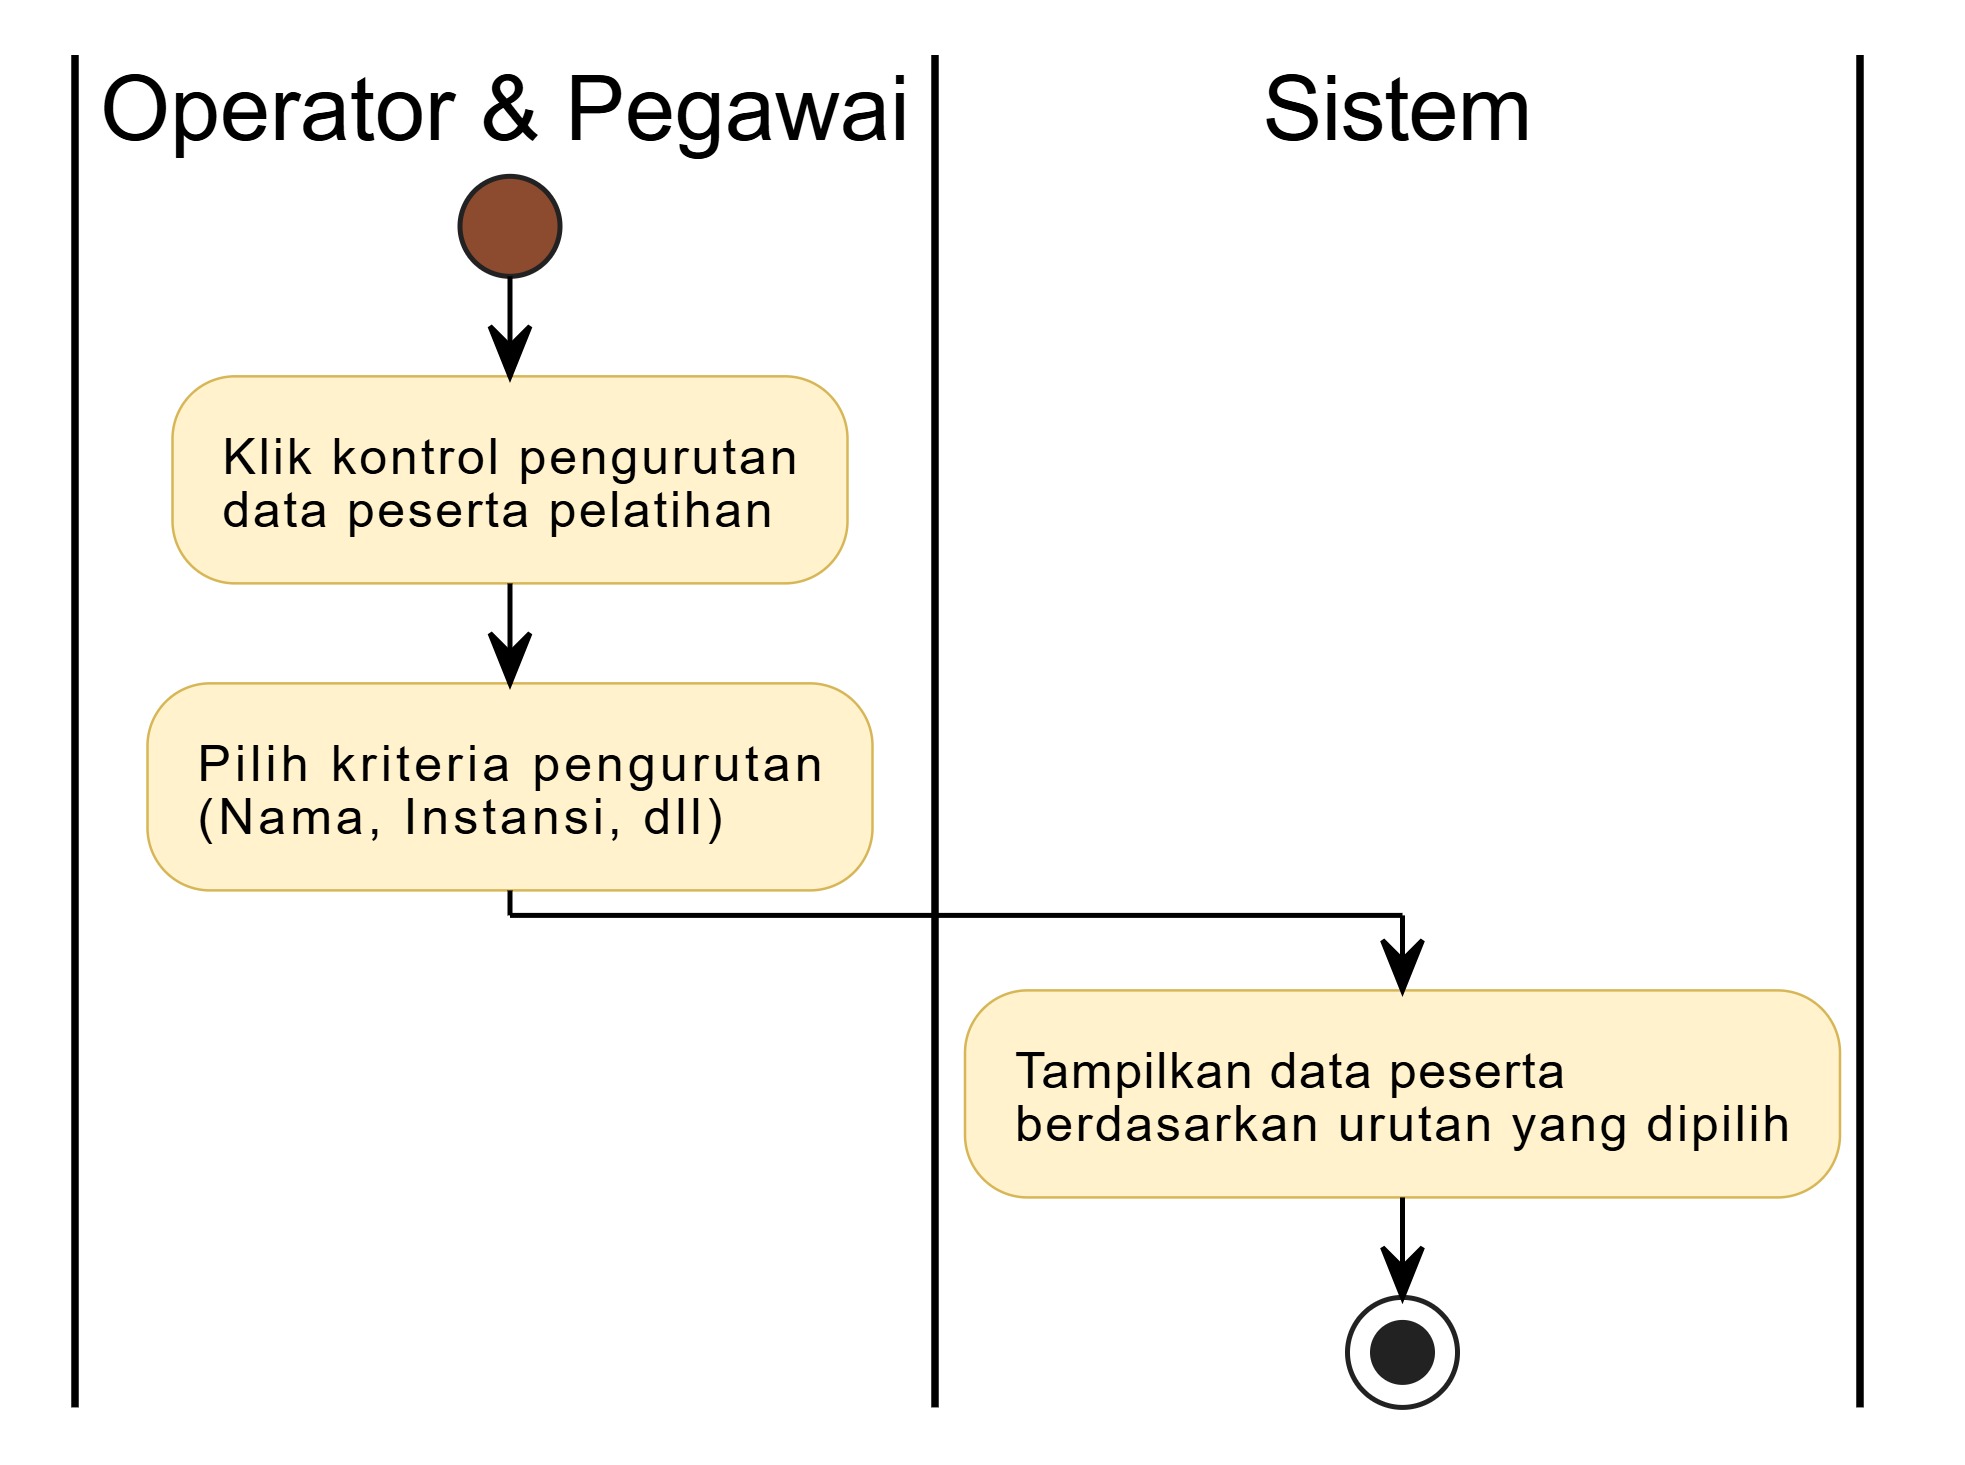 Operator & Pegawai
Sistem
Klik kontrol pengurutan
data peserta pelatihan
Pilih kriteria pengurutan
(Nama, Instansi, dll)
Tampilkan data peserta
berdasarkan urutan yang dipilih